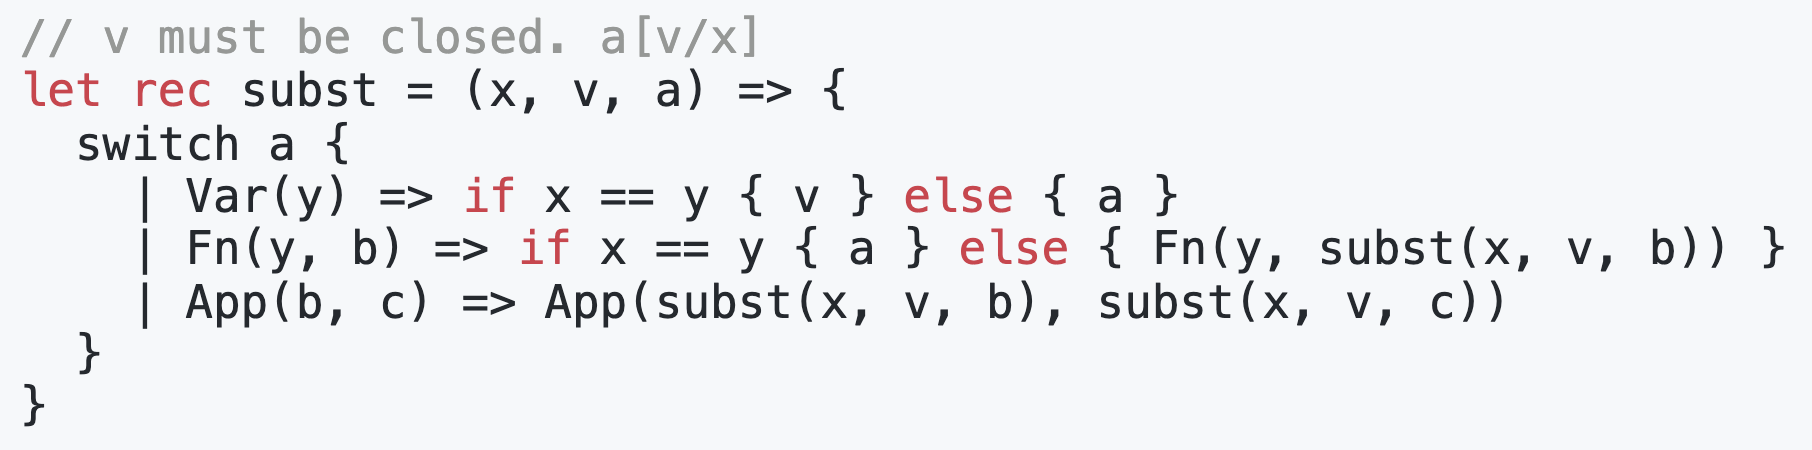 // v must be closed. a[v/x]
let rec subst = (x, v, a) => {
  switch a {
    | Var(y) => if x == y { v } else { a }
    | Fn(y, b) => if x == y { a } else { Fn(y, subst(x, v, b)) }
    | App(b, c) => App(subst(x, v, b), subst(x, v, c))
  }
}